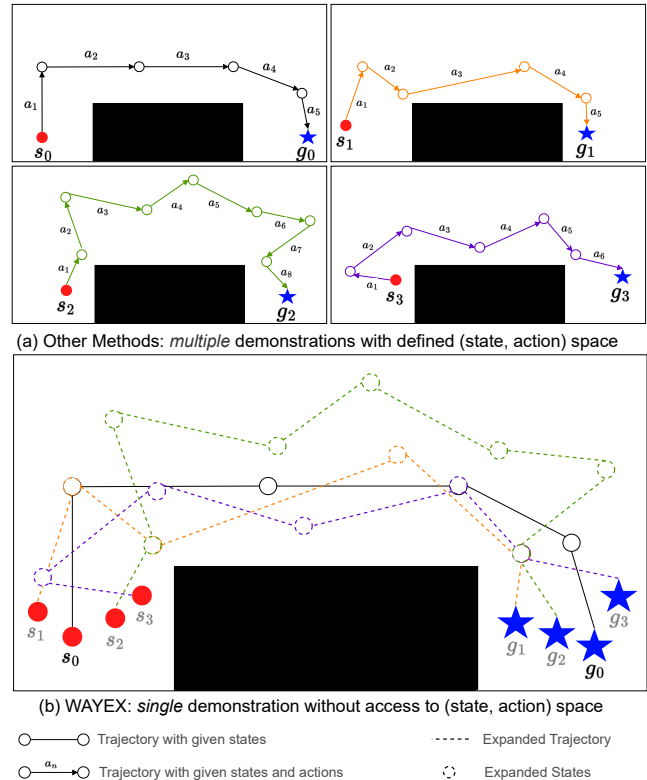 a₂ a₃ a₄
a₁ a₅
s₀ g₀
a₂ a₃ a₄
a₁ a₅
s₁ g₁
a₃ a₄ a₅ a₆
a₂ a₇
a₁ a₈
s₂ g₂
a₂ a₃ a₄ a₅
a₁ a₆
s₃ g₃
(a) Other Methods: multiple demonstrations with defined (state, action) space
s₁ s₀ s₂ s₃ g₁ g₂ g₀ g₃
(b) WAYEX: single demonstration without access to (state, action) space
Trajectory with given states
Expanded Trajectory
aₙ
Trajectory with given states and actions
Expanded States